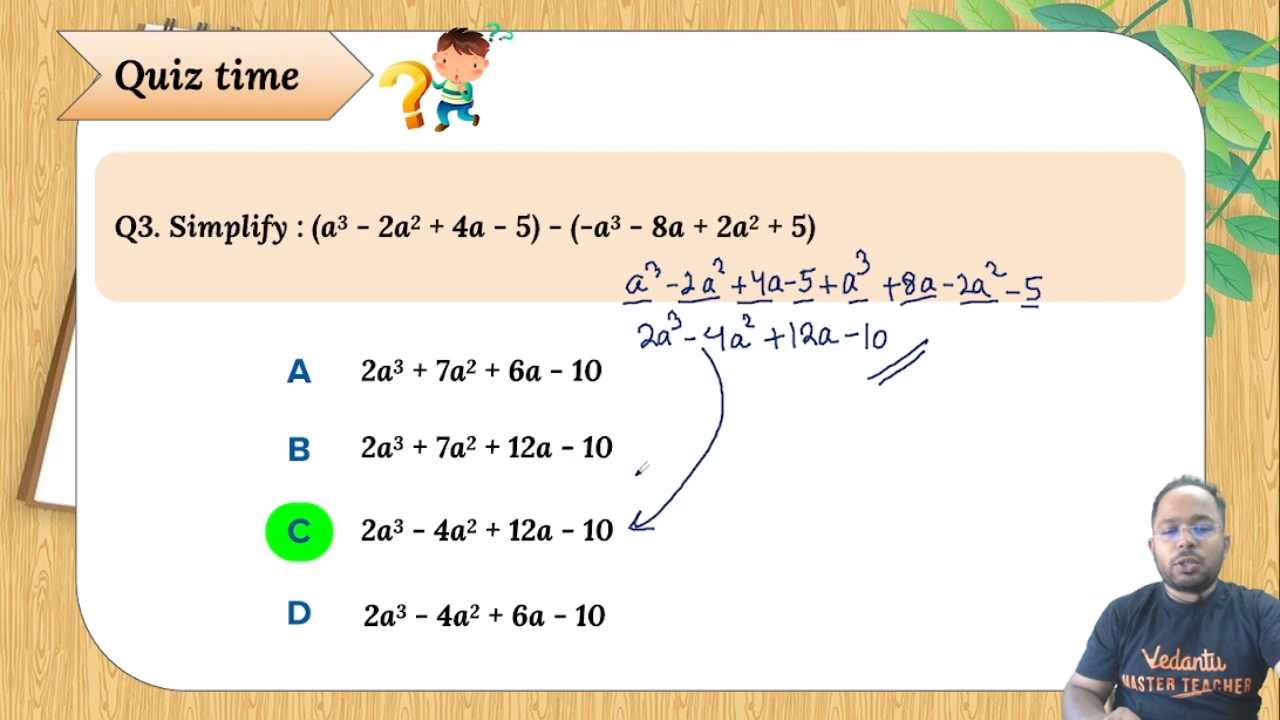 Quiz time
Q3. Simplify : (a³ - 2a² + 4a - 5) - (-a³ - 8a + 2a² + 5)
a³ - 2a² + 4a - 5 + a³ + 8a - 2a² - 5
2a³ - 4a² + 12a - 10
A 2a³ + 7a² + 6a - 10
B 2a³ + 7a² + 12a - 10
C 2a³ - 4a² + 12a - 10
D 2a³ - 4a² + 6a - 10
Vedantu
MASTER TEACHER